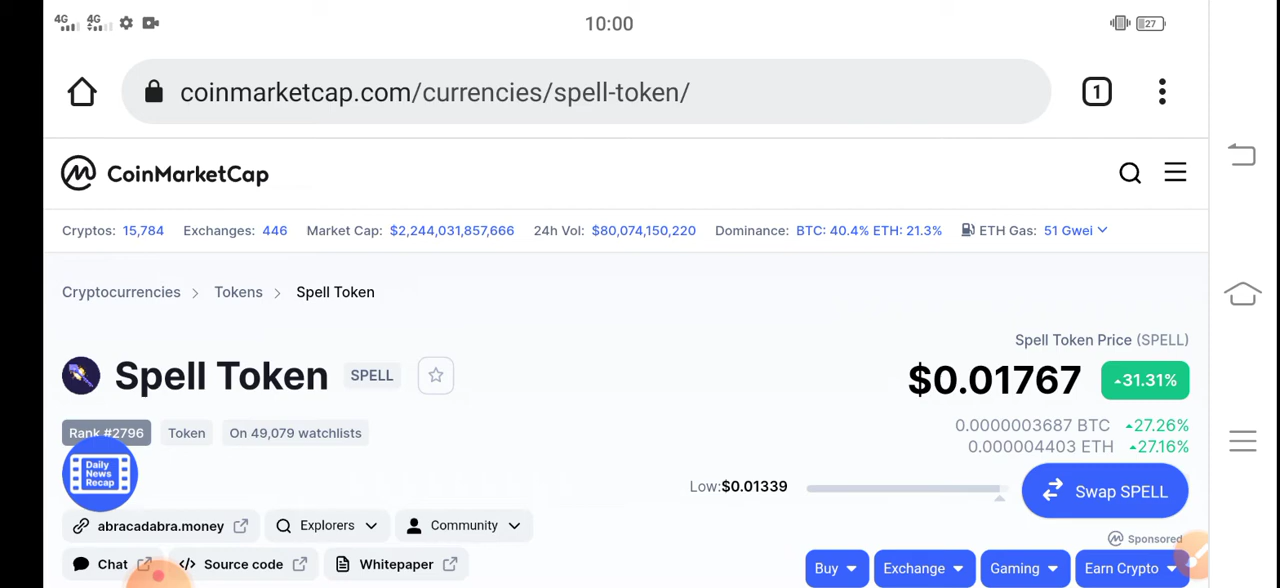 4G 4G 10:00 27
coinmarketcap.com/currencies/spell-token/ 1
CoinMarketCap
Cryptos: 15,784 Exchanges: 446 Market Cap: $2,244,031,857,666 24h Vol: $80,074,150,220 Dominance: BTC: 40.4% ETH: 21.3% ETH Gas: 51 Gwei
Cryptocurrencies > Tokens > Spell Token
Spell Token Price (SPELL)
Spell Token SPELL $0.01767 31.31%
0.0000003687 BTC 27.26%
Rank #2796 Token On 49,079 watchlists
0.000004403 ETH 27.16%
Daily
News
Recap
Low:$0.01339 Swap SPELL
abracadabra.money Explorers Community
Sponsored
Chat Source code Whitepaper
Buy Exchange Gaming Earn Crypto